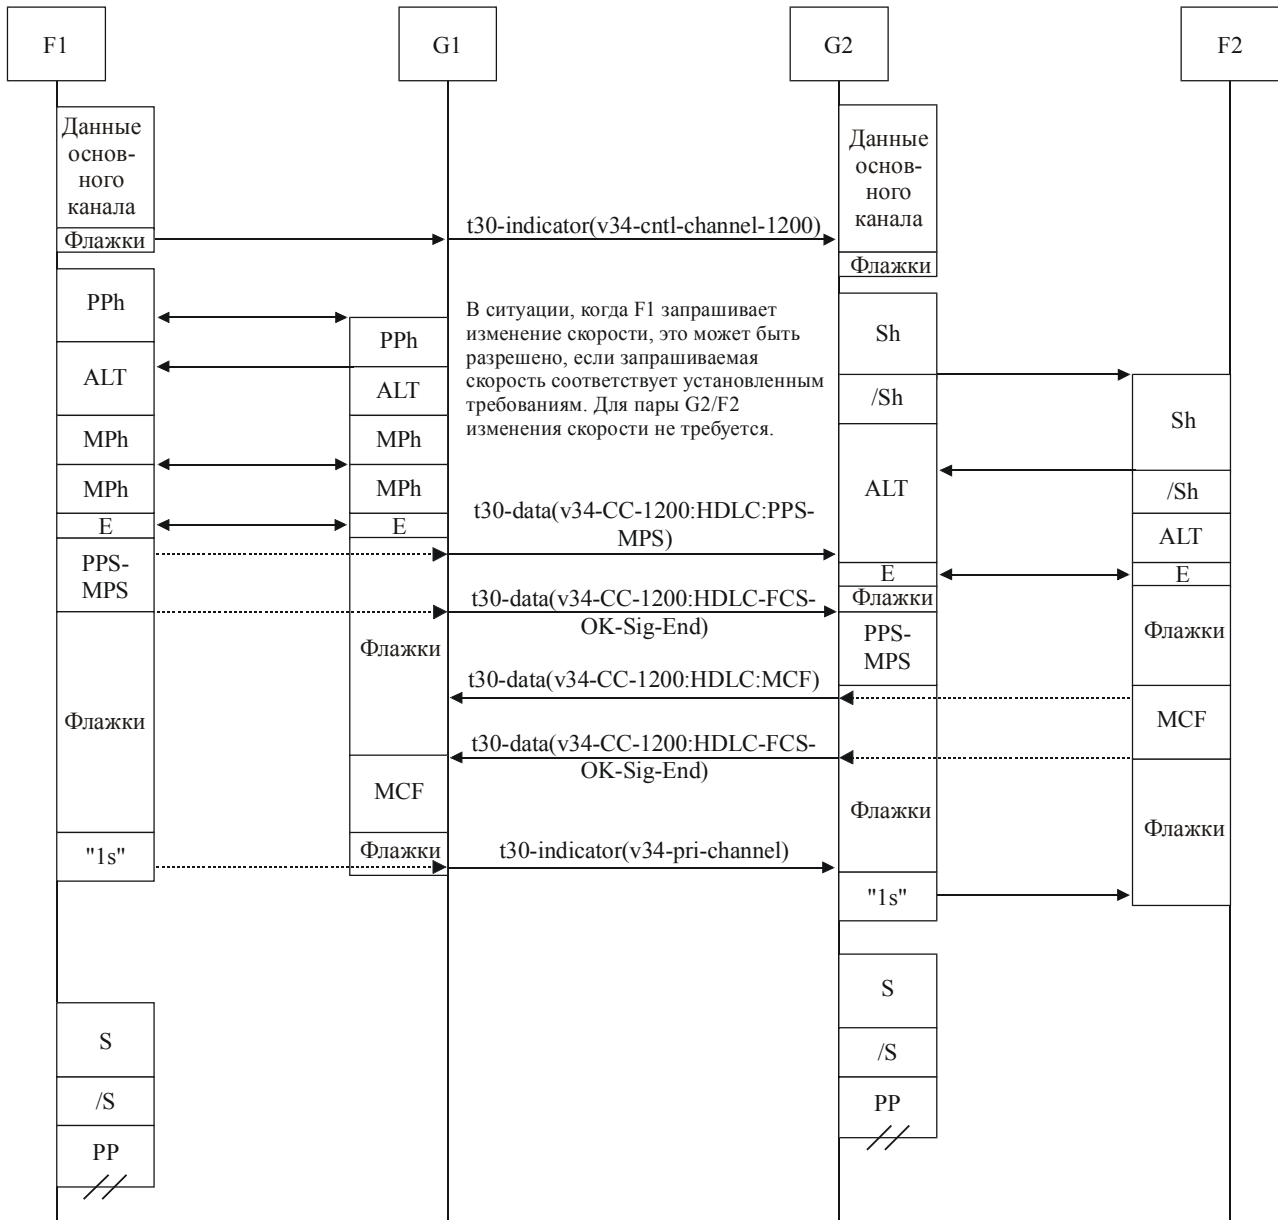 F1
G1
G2
F2
Данные
основ-
ного
канала
Флажки
t30-indicator(v34-cntl-channel-1200)
Данные
основ-
ного
канала
Флажки
PPh
ALT
MPh
MPh
E
PPS-
MPS
Флажки
"1s"
S
/S
PP
PPh
ALT
MPh
MPh
E
Флажки
MCF
Флажки
В ситуации, когда F1 запрашивает
изменение скорости, это может быть
разрешено, если запрашиваемая
скорость соответствует установленным
требованиям. Для пары G2/F2
изменения скорости не требуется.
t30-data(v34-CC-1200:HDLC:PPS-
MPS)
t30-data(v34-CC-1200:HDLC-FCS-
OK-Sig-End)
t30-data(v34-CC-1200:HDLC:MCF)
t30-data(v34-CC-1200:HDLC-FCS-
OK-Sig-End)
t30-indicator(v34-pri-channel)
Sh
/Sh
ALT
E
Флажки
PPS-
MPS
Флажки
"1s"
S
/S
PP
Sh
/Sh
ALT
E
Флажки
MCF
Флажки